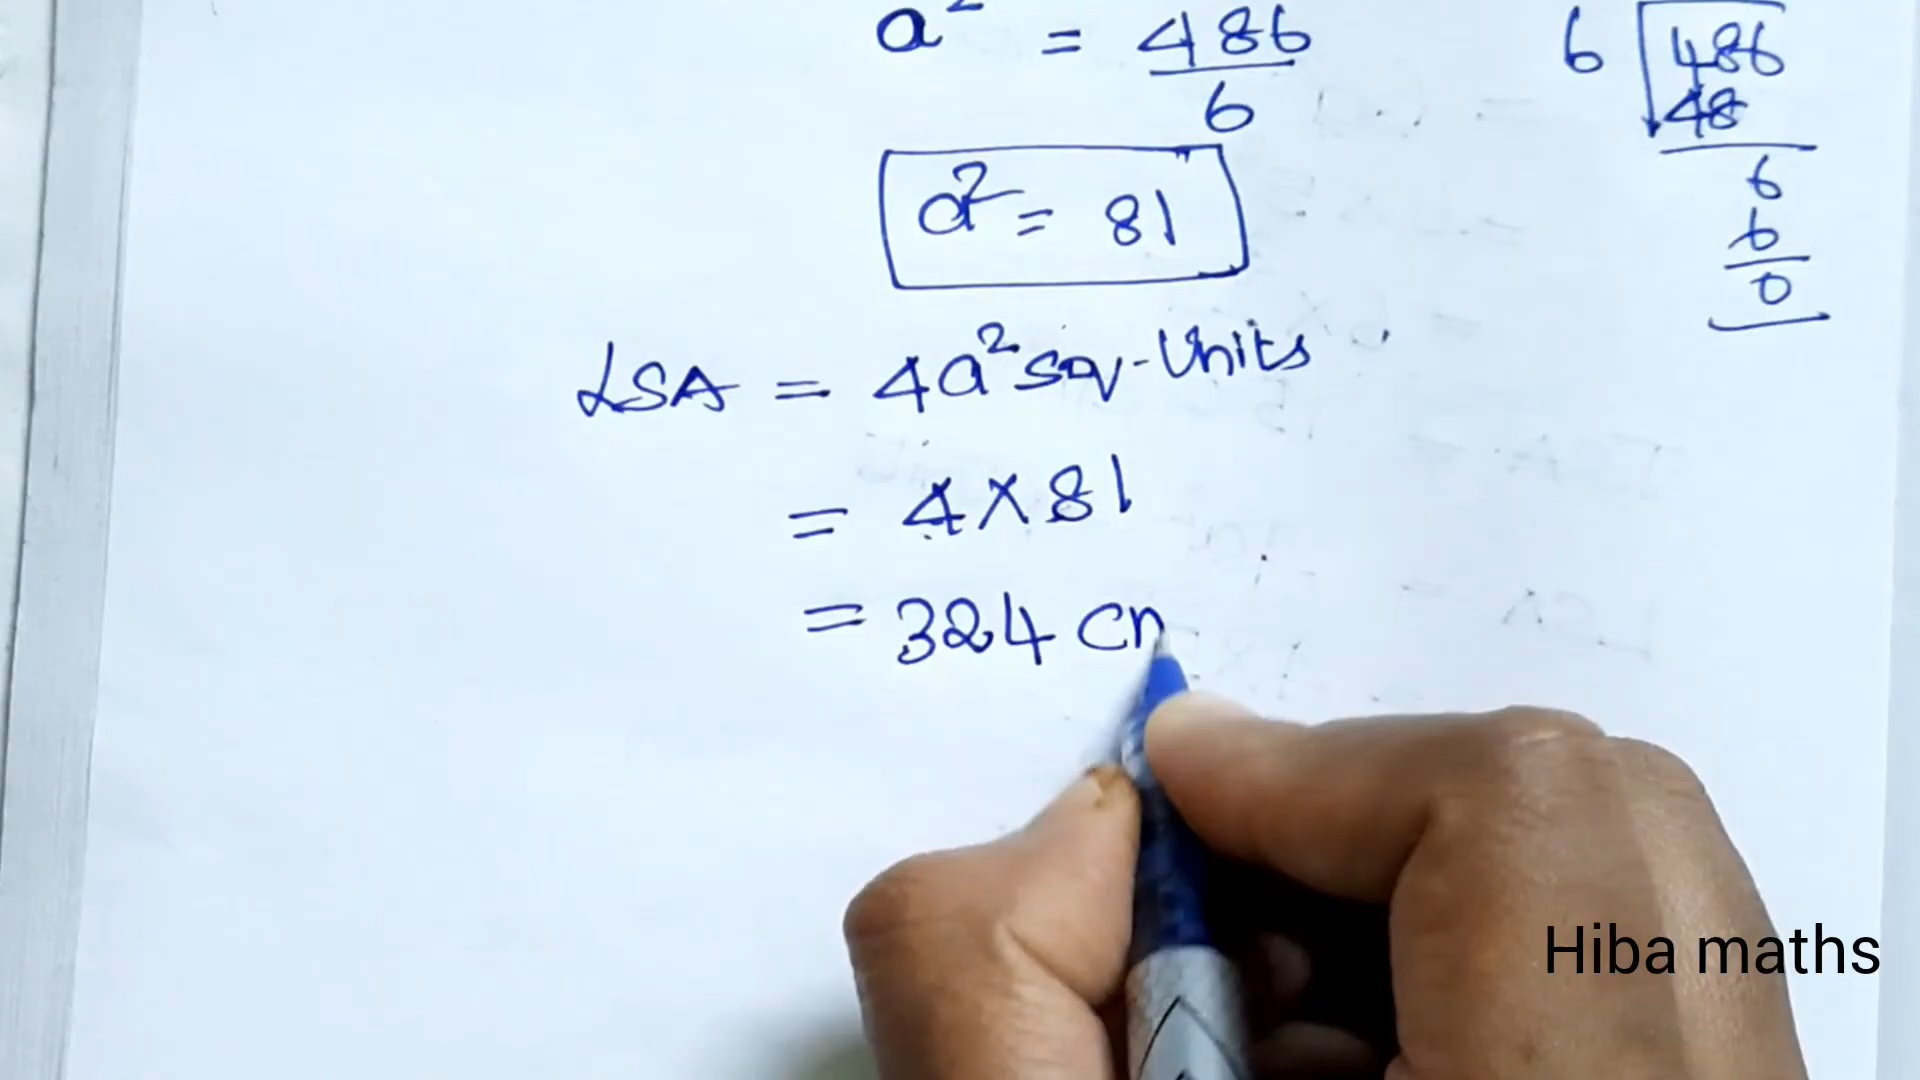 a² = 486
6
a² = 81
LSA = 4a² sq.Units
= 4×81
= 324 cm
6 486
48
6
6
0
Hiba maths